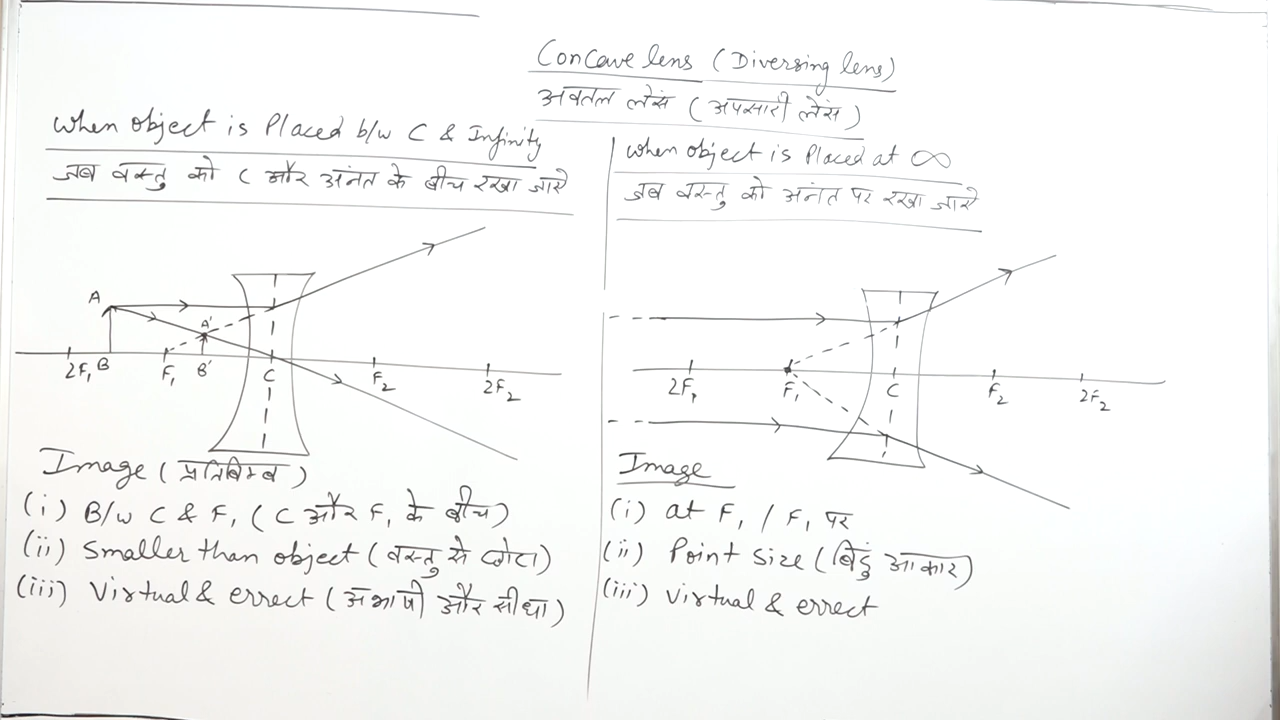 Concave lens (Diversing lens)
अवतल लेंस (अपसारी लेंस)
When object is Placed b/w C & Infinity
जब वस्तु को C और अनंत के बीच रखा जाये
A
A'
2F₁
B
F₁
B'
C
F₂
2F₂
Image (प्रतिबिम्ब)
(i) B/w C & F₁ (C और F₁ के बीच)
(ii) Smaller than object (वस्तु से छोटा)
(iii) Virtual & errect (अभाषी और सीधा)
When object is Placed at ∞
जब वस्तु को अनंत पर रखा जाये
2F₁
F₁
C
F₂
2F₂
Image
(i) at F₁ / F₁ पर
(ii) Point size (बिंदु आकार)
(iii) Virtual & errect